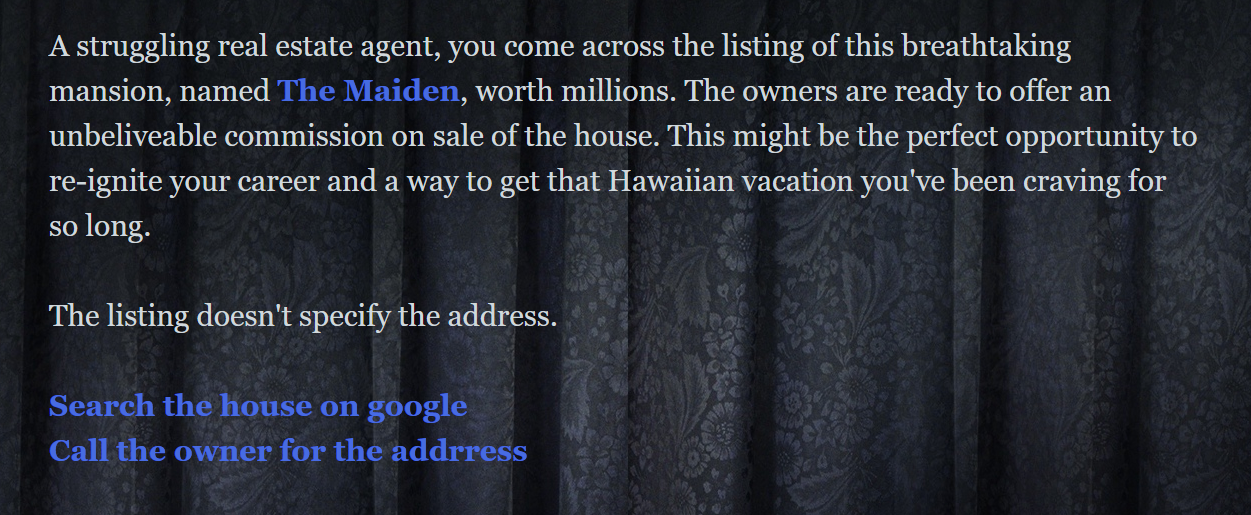 A struggling real estate agent, you come across the listing of this breathtaking
mansion, named The Maiden, worth millions. The owners are ready to offer an
unbeliveable commission on sale of the house. This might be the perfect opportunity to
re-ignite your career and a way to get that Hawaiian vacation you've been craving for
so long.
The listing doesn't specify the address.
Search the house on google
Call the owner for the addrress